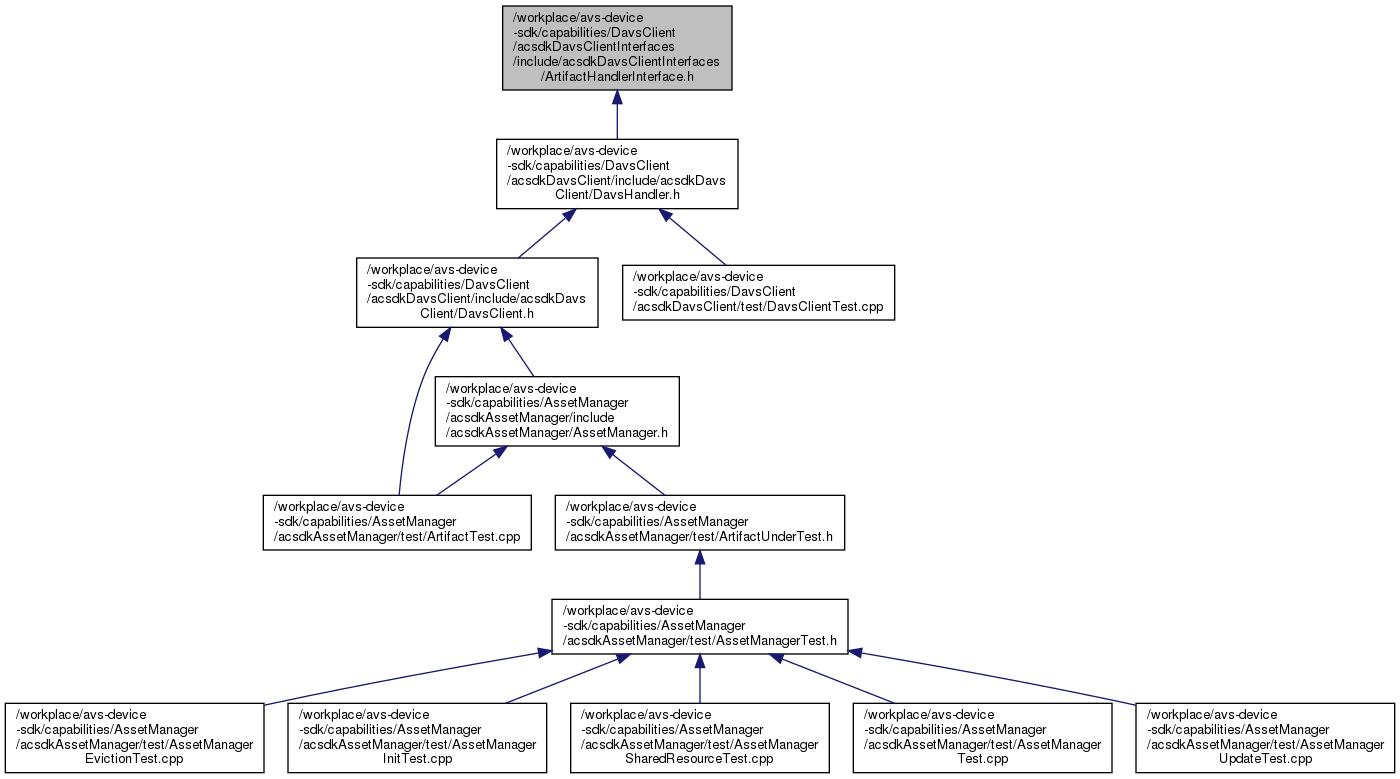 /workplace/avs-device
-sdk/capabilities/DavsClient
/acsdkDavsClientInterfaces
/include/acsdkDavsClientInterfaces
/ArtifactHandlerInterface.h
/workplace/avs-device
-sdk/capabilities/DavsClient
/acsdkDavsClient/include/acsdkDavs
Client/DavsHandler.h
/workplace/avs-device
-sdk/capabilities/DavsClient
/acsdkDavsClient/include/acsdkDavs
Client/DavsClient.h
/workplace/avs-device
-sdk/capabilities/DavsClient
/acsdkDavsClient/test/DavsClientTest.cpp
/workplace/avs-device
-sdk/capabilities/AssetManager
/acsdkAssetManager/include
/acsdkAssetManager/AssetManager.h
/workplace/avs-device
-sdk/capabilities/AssetManager
/acsdkAssetManager/test/ArtifactTest.cpp
/workplace/avs-device
-sdk/capabilities/AssetManager
/acsdkAssetManager/test/ArtifactUnderTest.h
/workplace/avs-device
-sdk/capabilities/AssetManager
/acsdkAssetManager/test/AssetManagerTest.h
/workplace/avs-device
-sdk/capabilities/AssetManager
/acsdkAssetManager/test/AssetManager
EvictionTest.cpp
/workplace/avs-device
-sdk/capabilities/AssetManager
/acsdkAssetManager/test/AssetManager
InitTest.cpp
/workplace/avs-device
-sdk/capabilities/AssetManager
/acsdkAssetManager/test/AssetManager
SharedResourceTest.cpp
/workplace/avs-device
-sdk/capabilities/AssetManager
/acsdkAssetManager/test/AssetManager
Test.cpp
/workplace/avs-device
-sdk/capabilities/AssetManager
/acsdkAssetManager/test/AssetManager
UpdateTest.cpp